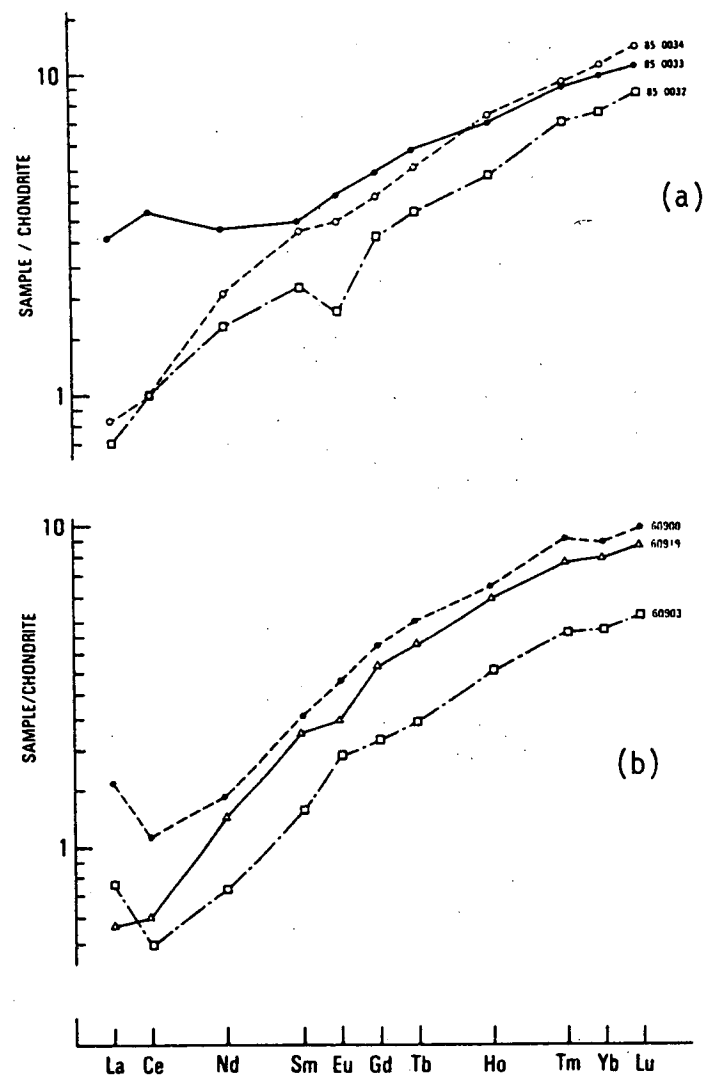 85 0034
10
85 0033
85 0032
(a)
SAMPLE / CHONDRITE
1
10
60900
60919
60903
SAMPLE/CHONDRITE
(b)
1
La Ce Nd Sm Eu Gd Tb Ho Tm Yb Lu